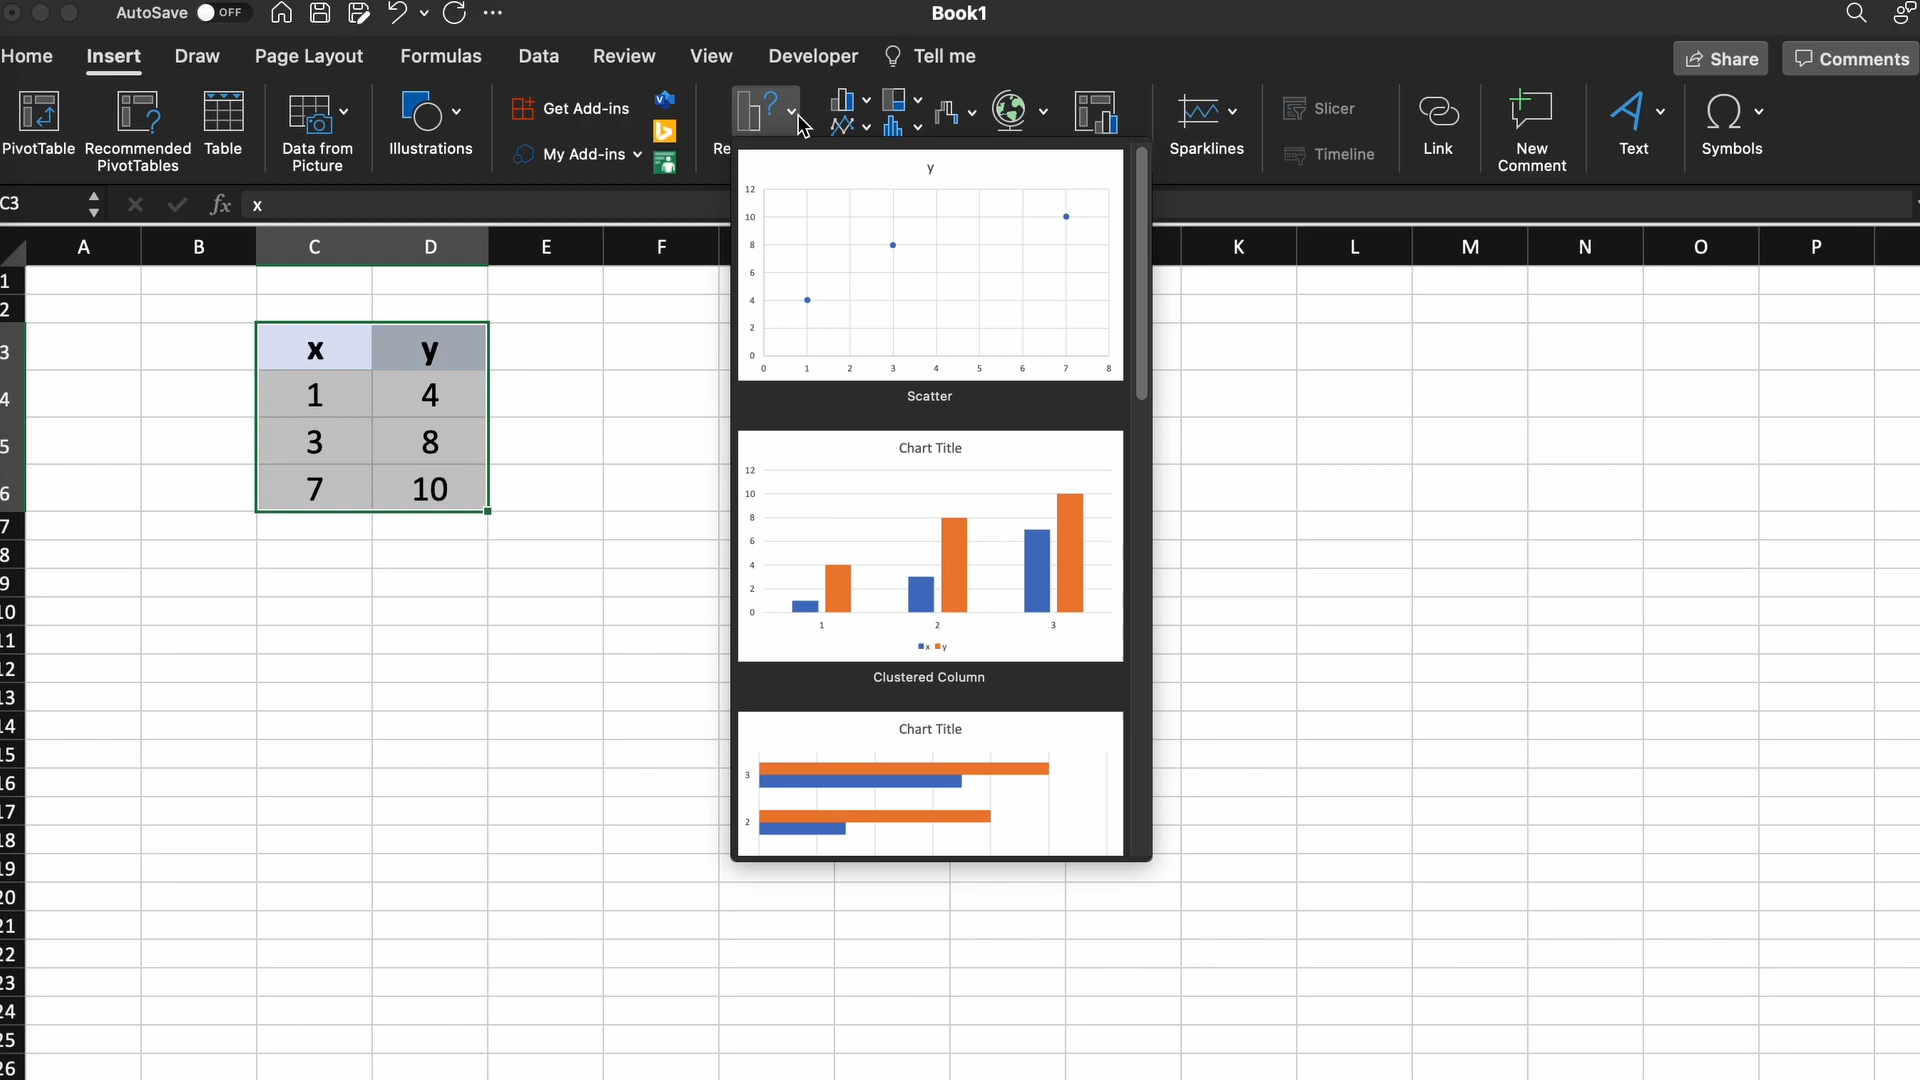 AutoSave OFF Book1
Home Insert Draw Page Layout Formulas Data Review View Developer Tell me Share Comments
PivotTable
Recommended
PivotTables
Table
Data from
Picture
Illustrations
Get Add-ins
My Add-ins
Re
Sparklines
Slicer
Timeline
Link
New
Comment
Text
Symbols
C3 fx x
A B C D E F K L M N O P
1
2
3 x y
4 1 4
5 3 8
6 7 10
7
8
9
10
11
12
13
14
15
16
17
18
19
20
21
22
23
24
25
26
y
12
10
8
6
4
2
0
0 1 2 3 4 5 6 7 8
Scatter
Chart Title
12
10
8
6
4
2
0
1 2 3
x y
Clustered Column
Chart Title
3
2